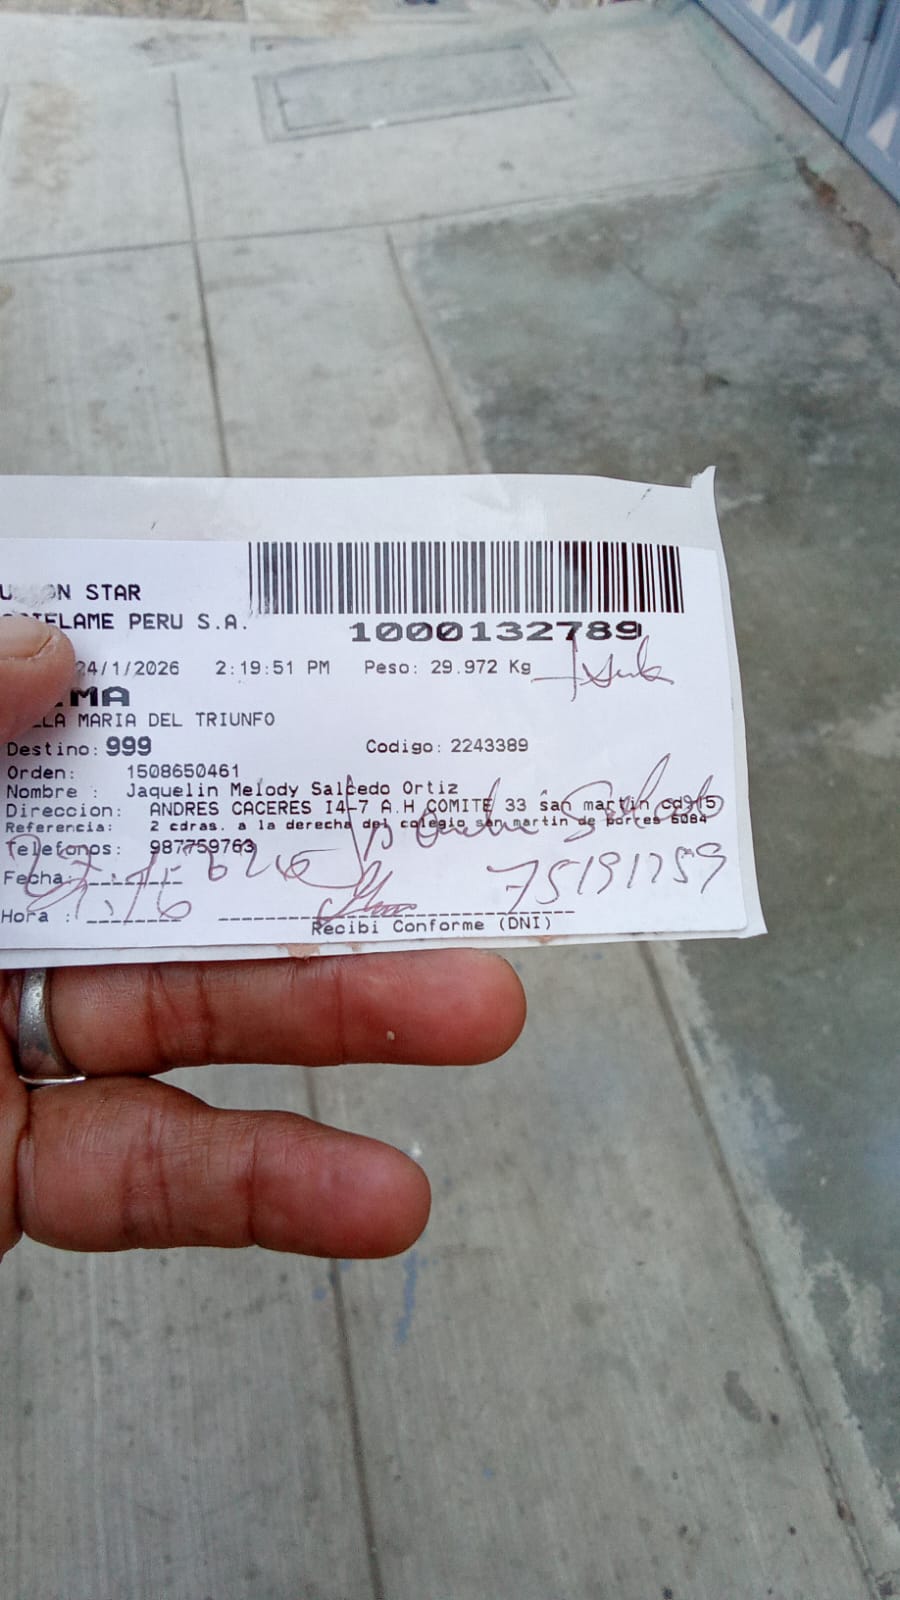 STAR
PERU S.A.
1000132789
24/1/2026 2:19:51 PM Peso: 29.972 Kg
MARIA DEL TRIUNFO
Destino: 999 Codigo: 2243389
Orden: 1508650461
Nombre : Jaquelin Melody Salcedo Ortiz
Direccion: ANDRES CACERES I4-7 A.H COMITE 33 san martin
Referencia: 2 cdras. a la derecha del colegio san martin de porres 6084
Telefonos: 987759763
Fecha:
75191759
Hora :
Recibi Conforme (DNI)